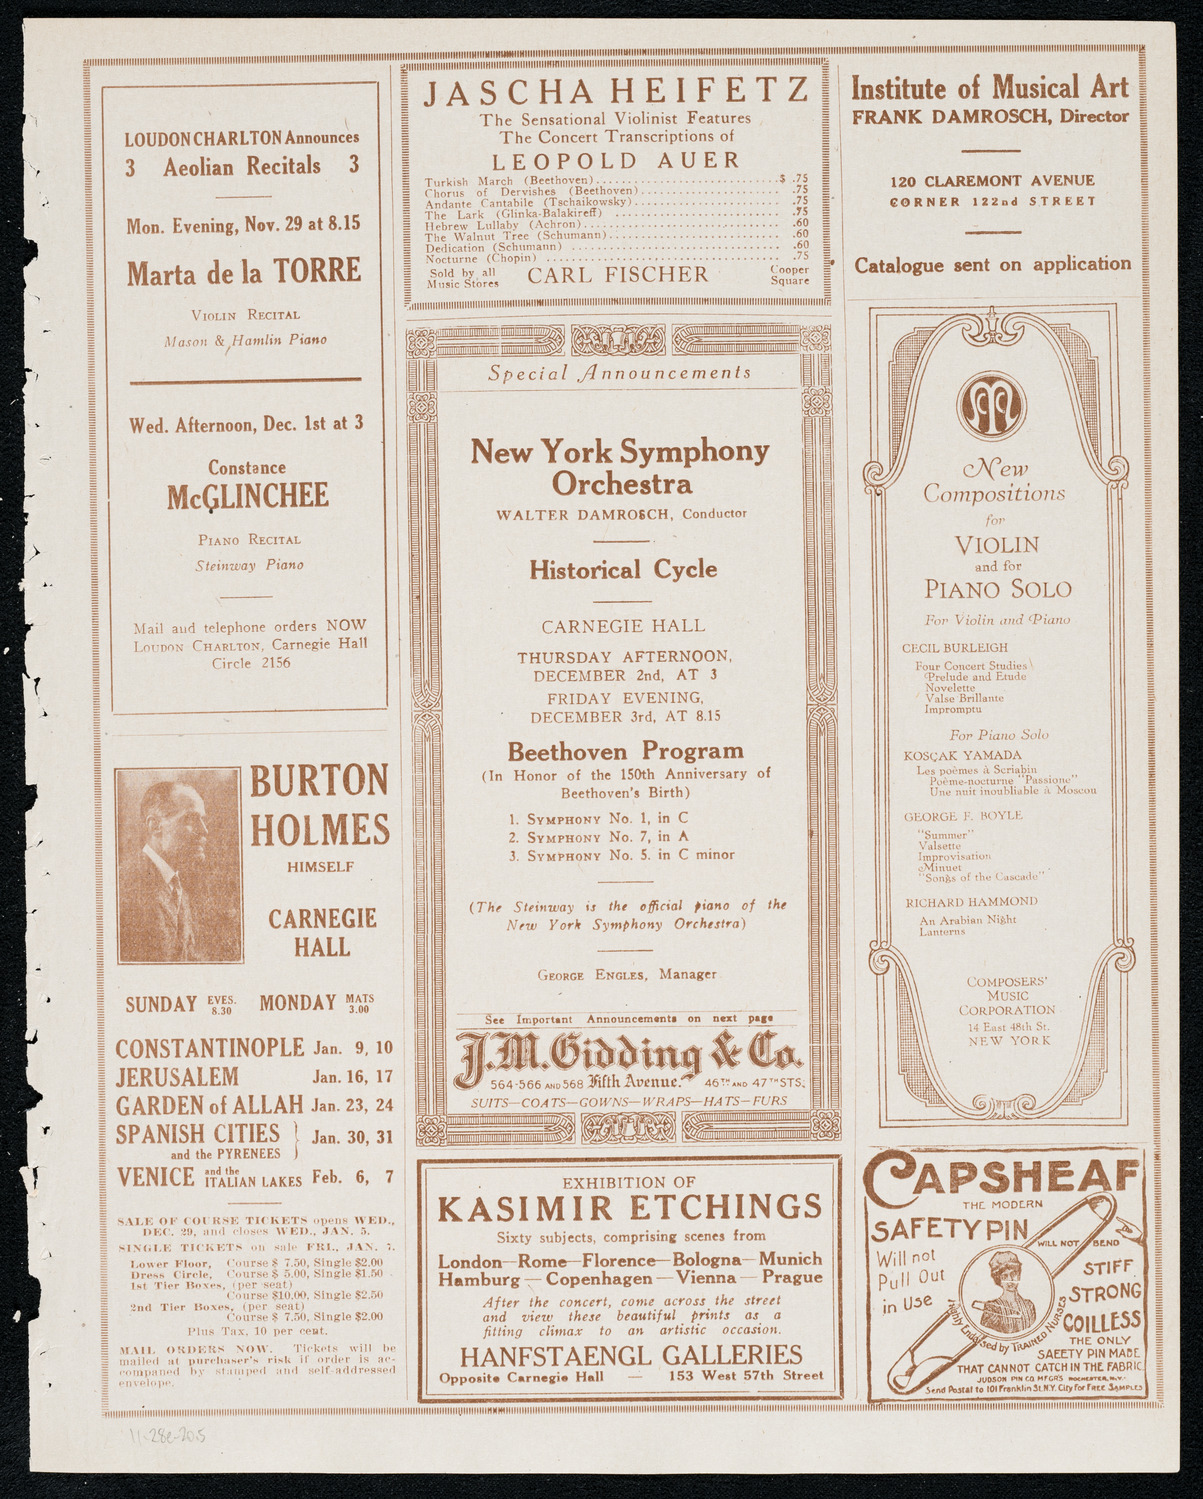 LOUDON CHARLTON Announces
3 Aeolian Recitals 3
Mon. Evening, Nov. 29 at 8.15
Marta de la TORRE
VIOLIN RECITAL
Mason & Hamlin Piano
Wed. Afternoon, Dec. 1st at 3
Constance
McGLINCHEE
PIANO RECITAL
Steinway Piano
Mail and telephone orders NOW
LOUDON CHARLTON, Carnegie Hall
Circle 2156
BURTON
HOLMES
HIMSELF
CARNEGIE
HALL
SUNDAY EVES. 8.30 MONDAY MATS 3.00
CONSTANTINOPLE Jan. 9, 10
JERUSALEM Jan. 16, 17
GARDEN of ALLAH Jan. 23, 24
SPANISH CITIES
and the PYRENEES } Jan. 30, 31
VENICE and the ITALIAN LAKES Feb. 6, 7
SALE OF COURSE TICKETS opens WED.,
DEC. 29, and closes WED., JAN. 5.
SINGLE TICKETS on sale FRI., JAN. 7.
Lower Floor, Course $ 7.50, Single $2.00
Dress Circle, Course $ 5.00, Single $1.50
1st Tier Boxes, (per seat)
Course $10.00, Single $2.50
2nd Tier Boxes, (per seat)
Course $ 7.50, Single $2.00
Plus Tax, 10 per cent.
MAIL ORDERS NOW. Tickets will be
mailed at purchaser's risk if order is ac-
companed by stamped and self-addressed
envelope.
JASCHA HEIFETZ
The Sensational Violinist Features
The Concert Transcriptions of
LEOPOLD AUER
Turkish March (Beethoven)..............................$ .75
Chorus of Dervishes (Beethoven)........................ .75
Andante Cantabile (Tschaikowsky)........................ .75
The Lark (Glinka-Balakireff) ........................... .75
Hebrew Lullaby (Achron)................................ .60
The Walnut Tree (Schumann)............................. .60
Dedication (Schumann) .................................. .60
Nocturne (Chopin) ...................................... .75
Sold by all
Music Stores CARL FISCHER Cooper
Square
Special Announcements
New York Symphony
Orchestra
WALTER DAMROSCH, Conductor
Historical Cycle
CARNEGIE HALL
THURSDAY AFTERNOON,
DECEMBER 2nd, AT 3
FRIDAY EVENING,
DECEMBER 3rd, AT 8.15
Beethoven Program
(In Honor of the 150th Anniversary of
Beethoven's Birth)
1. SYMPHONY No. 1, in C
2. SYMPHONY No. 7, in A
3. SYMPHONY No. 5. in C minor
(The Steinway is the official piano of the
New York Symphony Orchestra)
GEORGE ENGLES, Manager
See Important Announcements on next page
J.M. Gidding & Co.
564-566 AND 568 Fifth Avenue. 46TH AND 47TH STS.
SUITS—COATS—GOWNS—WRAPS—HATS—FURS
EXHIBITION OF
KASIMIR ETCHINGS
Sixty subjects, comprising scenes from
London—Rome—Florence—Bologna—Munich
Hamburg — Copenhagen — Vienna — Prague
After the concert, come across the street
and view these beautiful prints as a
fitting climax to an artistic occasion.
HANFSTAENGL GALLERIES
Opposite Carnegie Hall — 153 West 57th Street
Institute of Musical Art
FRANK DAMROSCH, Director
120 CLAREMONT AVENUE
CORNER 122nd STREET
Catalogue sent on application
New
Compositions
for
VIOLIN
and for
PIANO SOLO
For Violin and Piano
CECIL BURLEIGH
Four Concert Studies
Prelude and Etude
Novelette
Valse Brillante
Impromptu
For Piano Solo
KOSÇAK YAMADA
Les poèmes à Scriabin
Poème-nocturne "Passione"
Une nuit inoubliable à Moscou
GEORGE F. BOYLE
"Summer"
Valsette
Improvisation
Minuet
"Songs of the Cascade"
RICHARD HAMMOND
An Arabian Night
Lanterns
COMPOSERS'
MUSIC
CORPORATION
14 East 48th St.
NEW YORK
CAPSHEAF
THE MODERN
SAFETY PIN
WILL NOT BEND
Will not
Pull Out
in Use
STIFF
STRONG
COILLESS
Highly Endorsed by TRAINED NURSES
THE ONLY
SAFETY PIN MADE
THAT CANNOT CATCH IN THE FABRIC
JUDSON PIN CO. MFGRS ROCHESTER, N.Y.
Send Postal to 101 Franklin St. N.Y. City for FREE SAMPLES